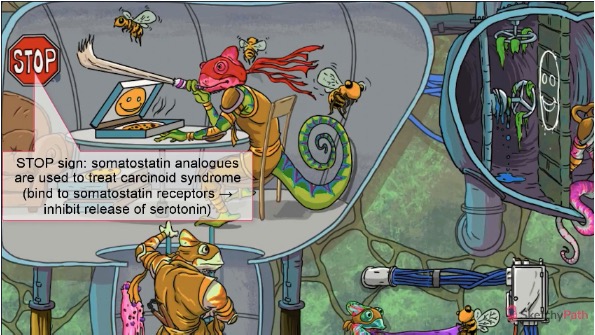 STOP
STOP sign: somatostatin analogues
are used to treat carcinoid syndrome
(bind to somatostatin receptors →
inhibit release of serotonin)
SketchyPath